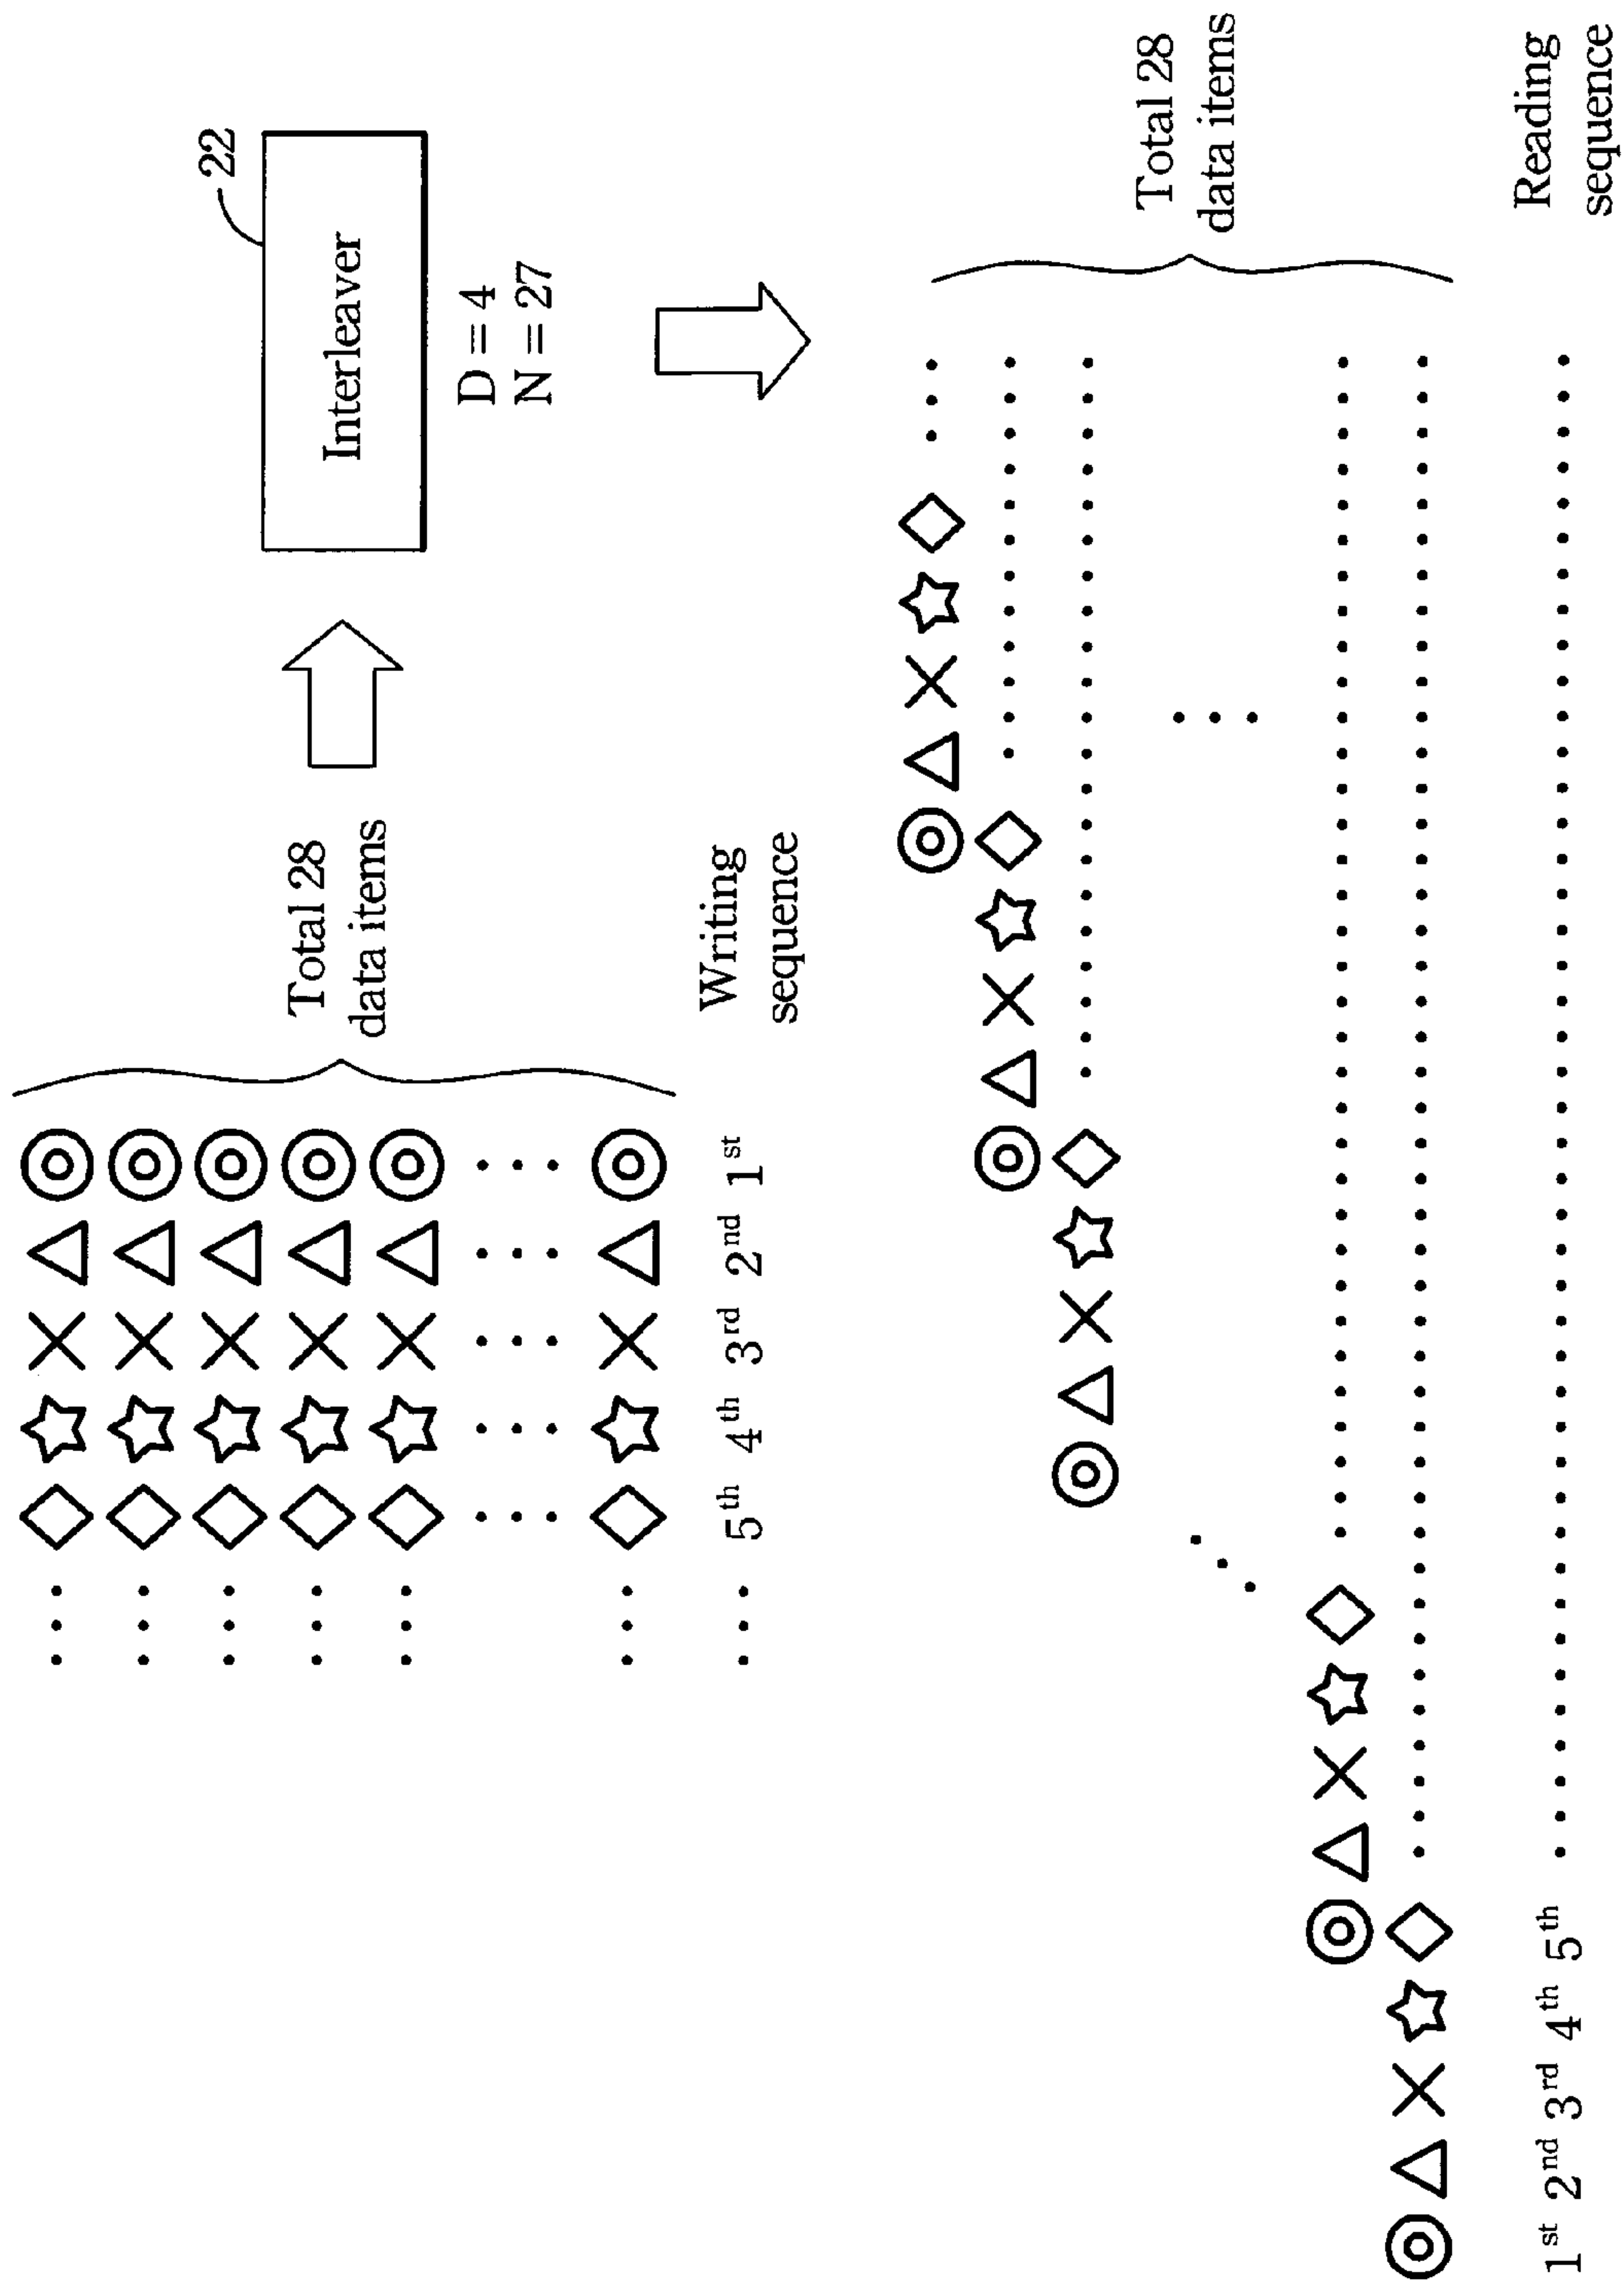 22
Interleaver
D = 4
N = 27
Total 28
data items
5th 4th 3rd 2nd 1st
Writing
sequence
Total 28
data items
1st 2nd 3rd 4th 5th
Reading
sequence